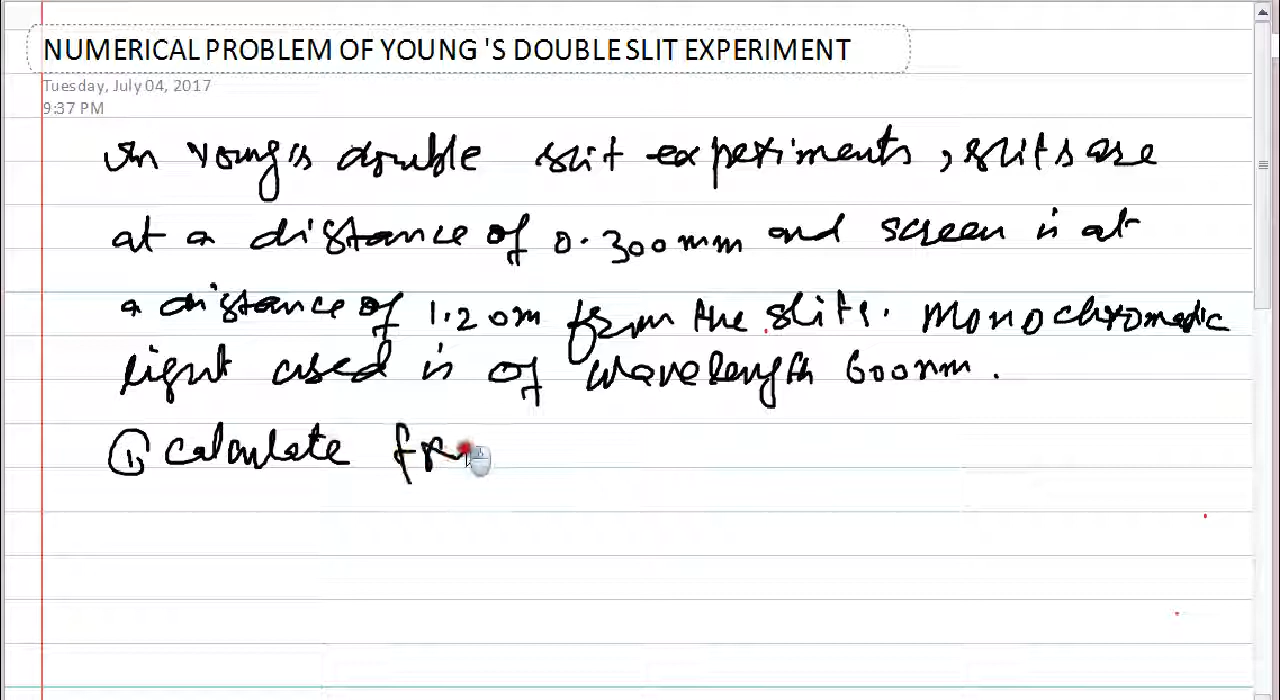 NUMERICAL PROBLEM OF YOUNG 'S DOUBLE SLIT EXPERIMENT
Tuesday, July 04, 2017
9:37 PM
In Young's double slit experiments, slits are
at a distance of 0.300mm and screen is at
a distance of 1.20m from the slits. Monochromatic
light used is of wavelength 600nm.
(1) calculate fr